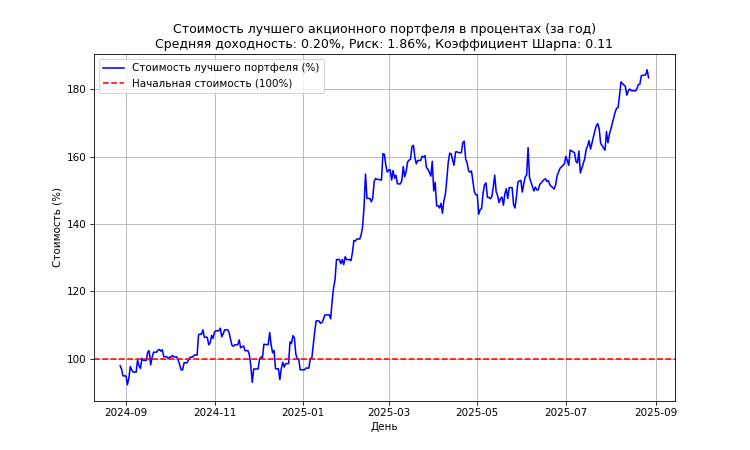 Стоимость лучшего акционного портфеля в процентах (за год)
Средняя доходность: 0.20%, Риск: 1.86%, Коэффициент Шарпа: 0.11
Стоимость лучшего портфеля (%)
Начальная стоимость (100%)
Стоимость (%)
180
160
140
120
100
2024-09 2024-11 2025-01 2025-03 2025-05 2025-07 2025-09
День